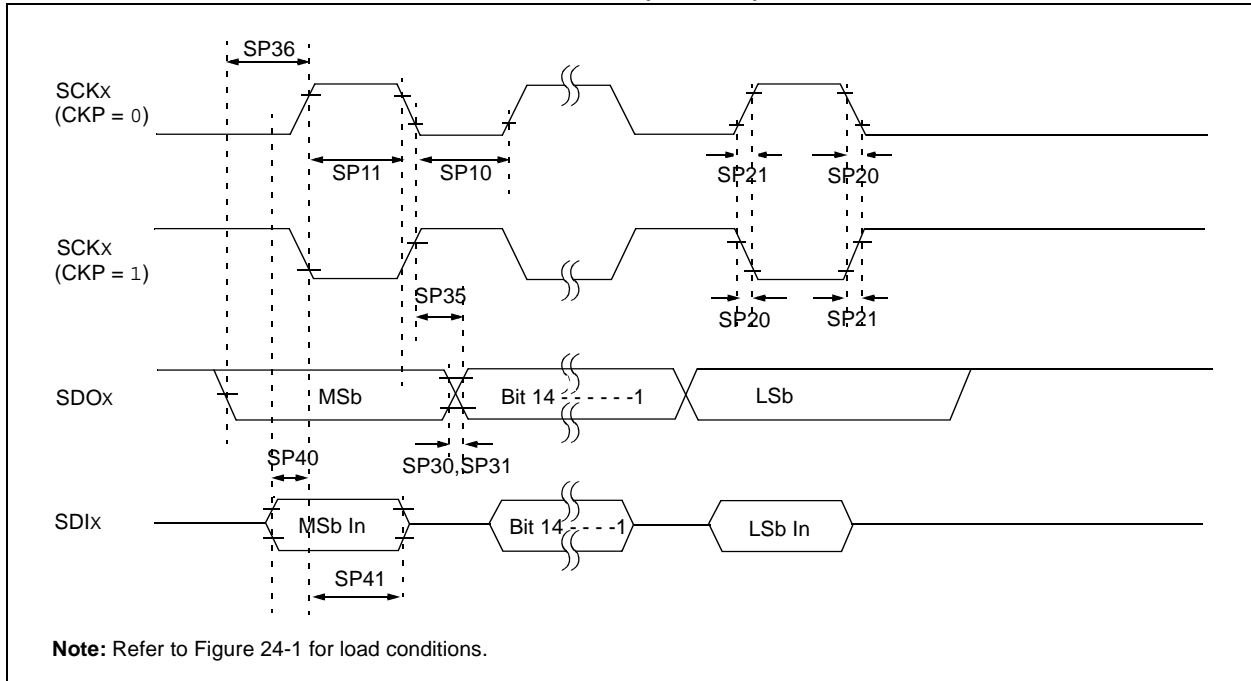 SP36
SCKx
(CKP = 0)
SP11
SP10
SP21
SP20
SCKx
(CKP = 1)
SP35
SP20
SP21
SDOx
MSb
Bit 14 - - - - - -1
LSb
SP40
SP30,SP31
SDIx
MSb In
Bit 14 - - - - -1
LSb In
SP41
Note: Refer to Figure 24-1 for load conditions.